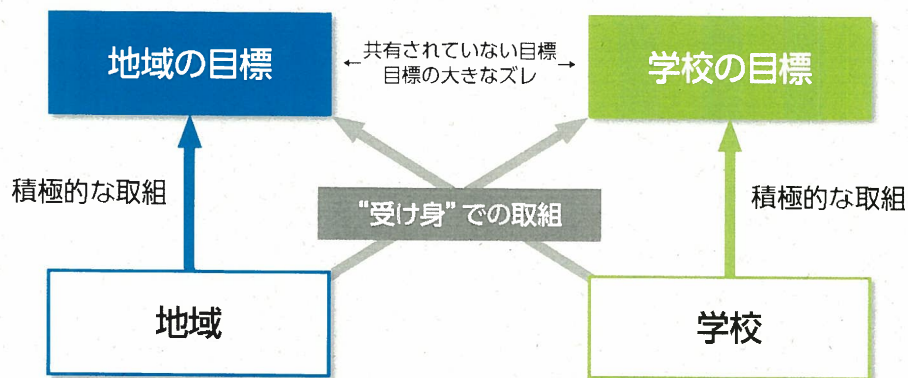 地域の目標
←共有されていない目標→
目標の大きなズレ
学校の目標
積極的な取組
“受け身”での取組
積極的な取組
地域
学校